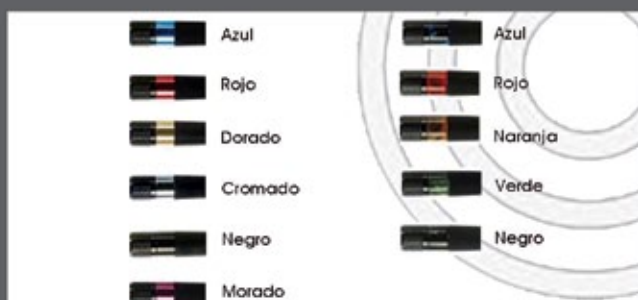 Azul
Rojo
Dorado
Cromado
Negro
Morado
Azul
Rojo
Naranja
Verde
Negro